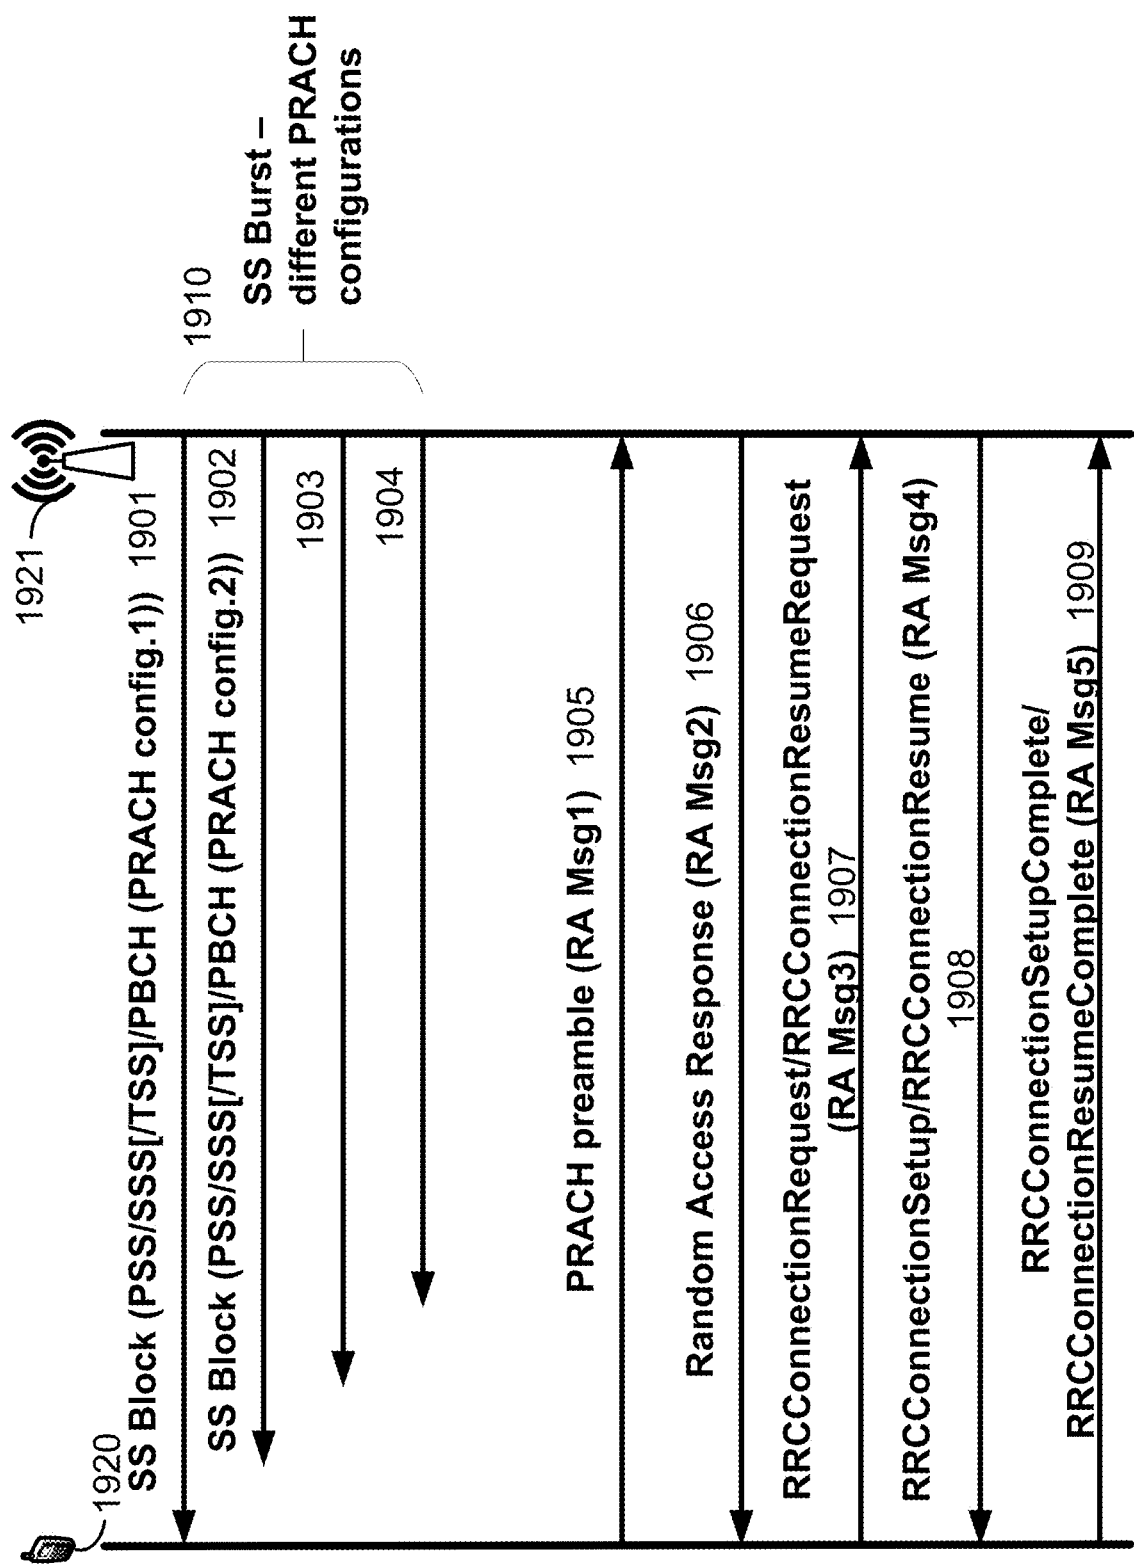 1920
1921
SS Block (PSS/SSS[/TSS]/PBCH (PRACH config.1)) 1901
SS Block (PSS/SSS[/TSS]/PBCH (PRACH config.2)) 1902
1903
1904
1910
SS Burst –
different PRACH
configurations
PRACH preamble (RA Msg1) 1905
Random Access Response (RA Msg2) 1906
RRCConnectionRequest/RRCConnectionResumeRequest
(RA Msg3) 1907
RRCConnectionSetup/RRCConnectionResume (RA Msg4)
1908
RRCConnectionSetupComplete/
RRCConnectionResumeComplete (RA Msg5) 1909